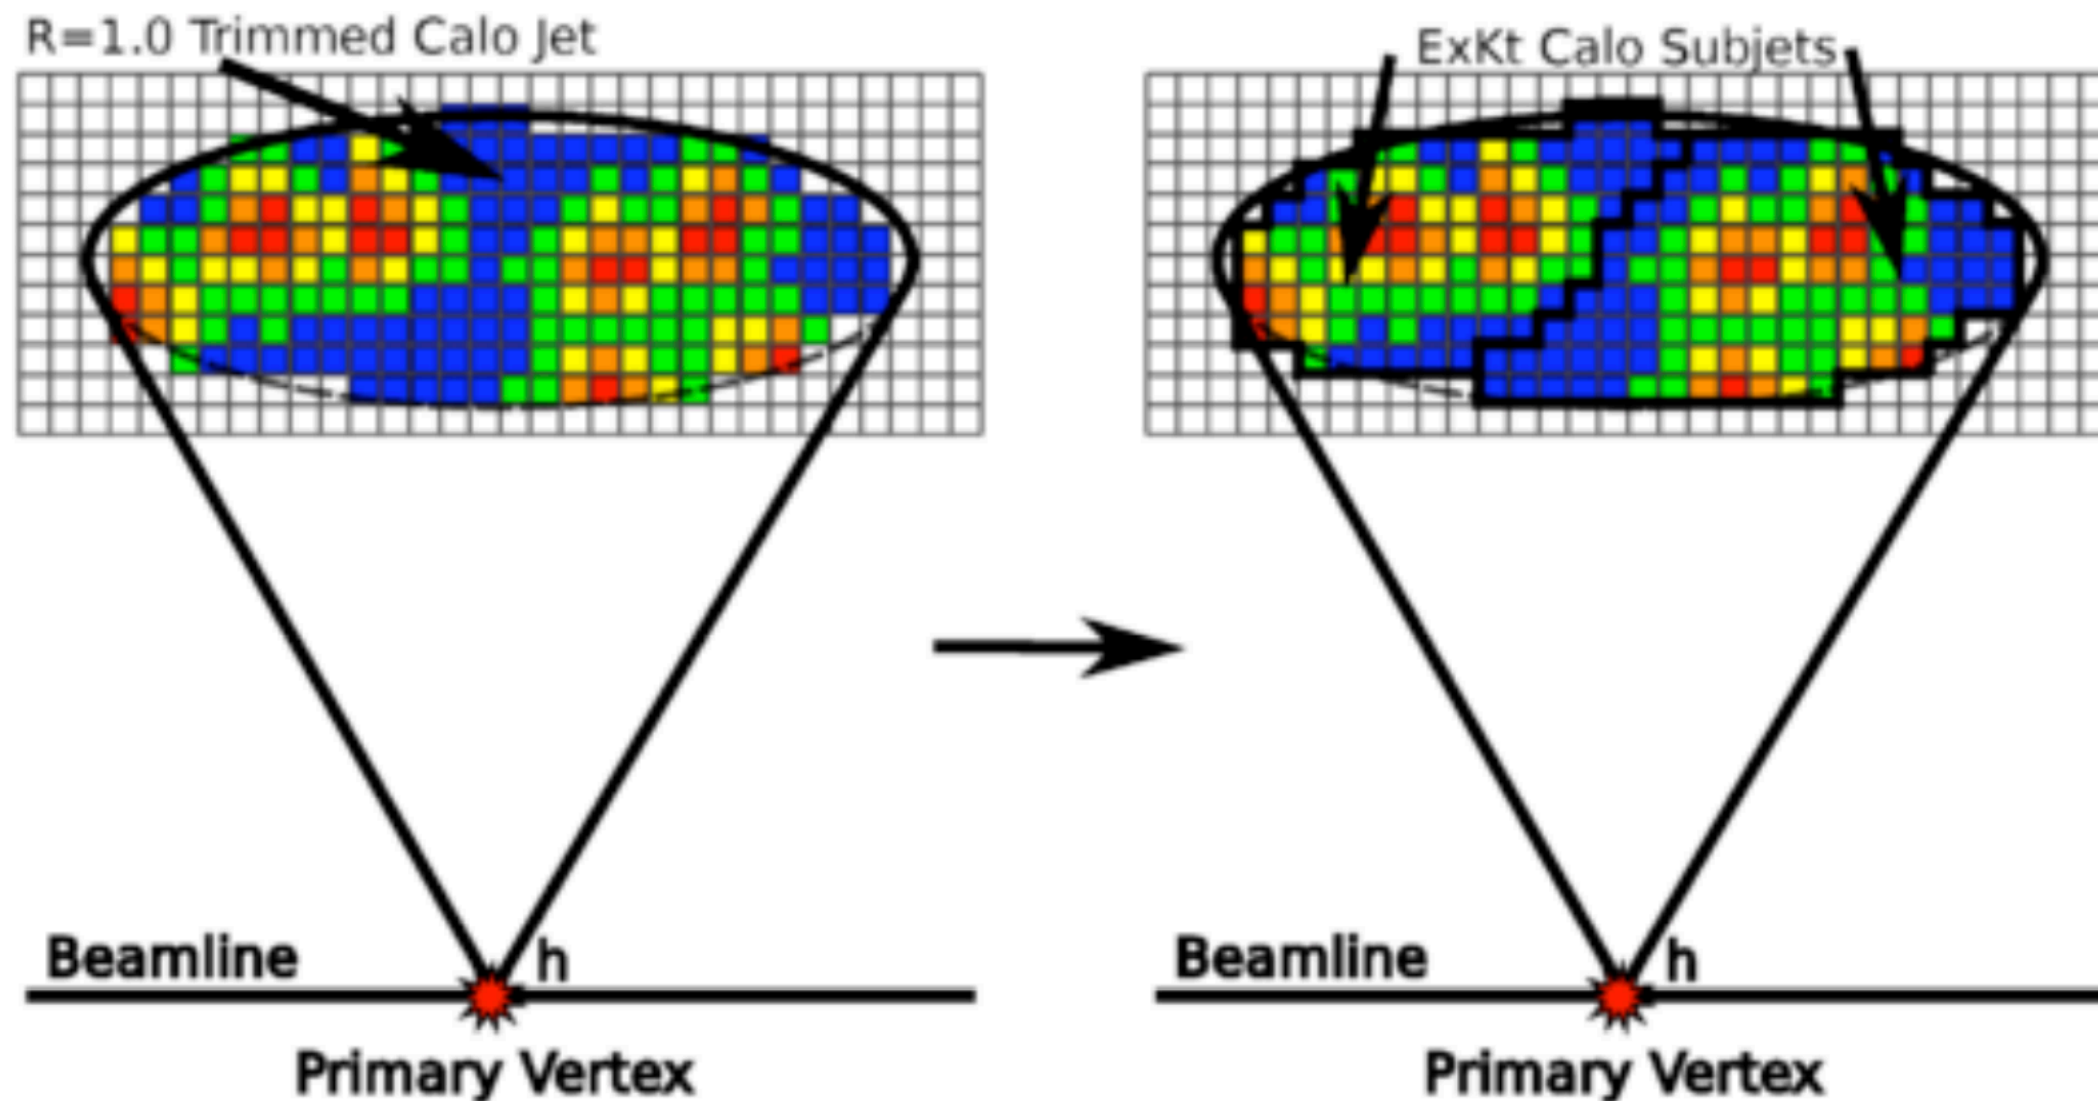 R=1.0 Trimmed Calo Jet
ExKt Calo Subjets
Beamline
h
Primary Vertex
Beamline
h
Primary Vertex